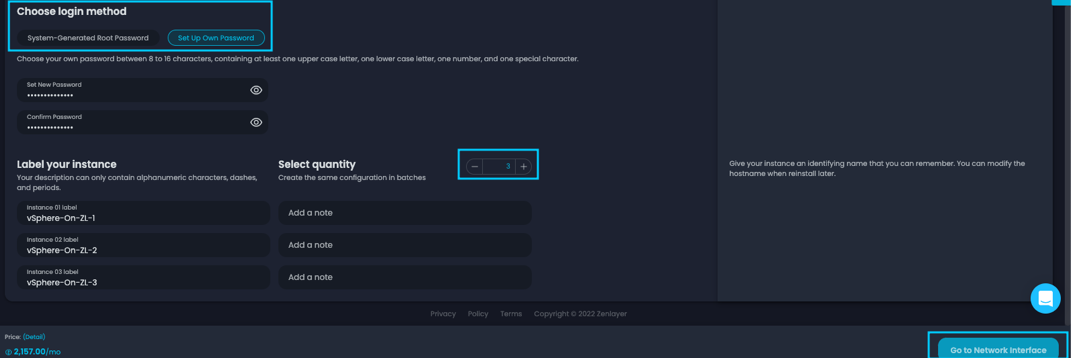 Choose login method
System-Generated Root Password
Set Up Own Password
Choose your own password between 8 to 16 characters, containing at least one upper case letter, one lower case letter, one number, and one special character.
Set New Password
••••••••••••••
Confirm Password
••••••••••••••
Label your instance
Your description can only contain alphanumeric characters, dashes,
and periods.
Select quantity
Create the same configuration in batches
− 3 +
Give your instance an identifying name that you can remember. You can modify the
hostname when reinstall later.
Instance 01 label
vSphere-On-ZL-1
Add a note
Instance 02 label
vSphere-On-ZL-2
Add a note
Instance 03 label
vSphere-On-ZL-3
Add a note
Privacy Policy Terms Copyright © 2022 Zenlayer
Price: (Detail)
2,157.00/mo
Go to Network Interface